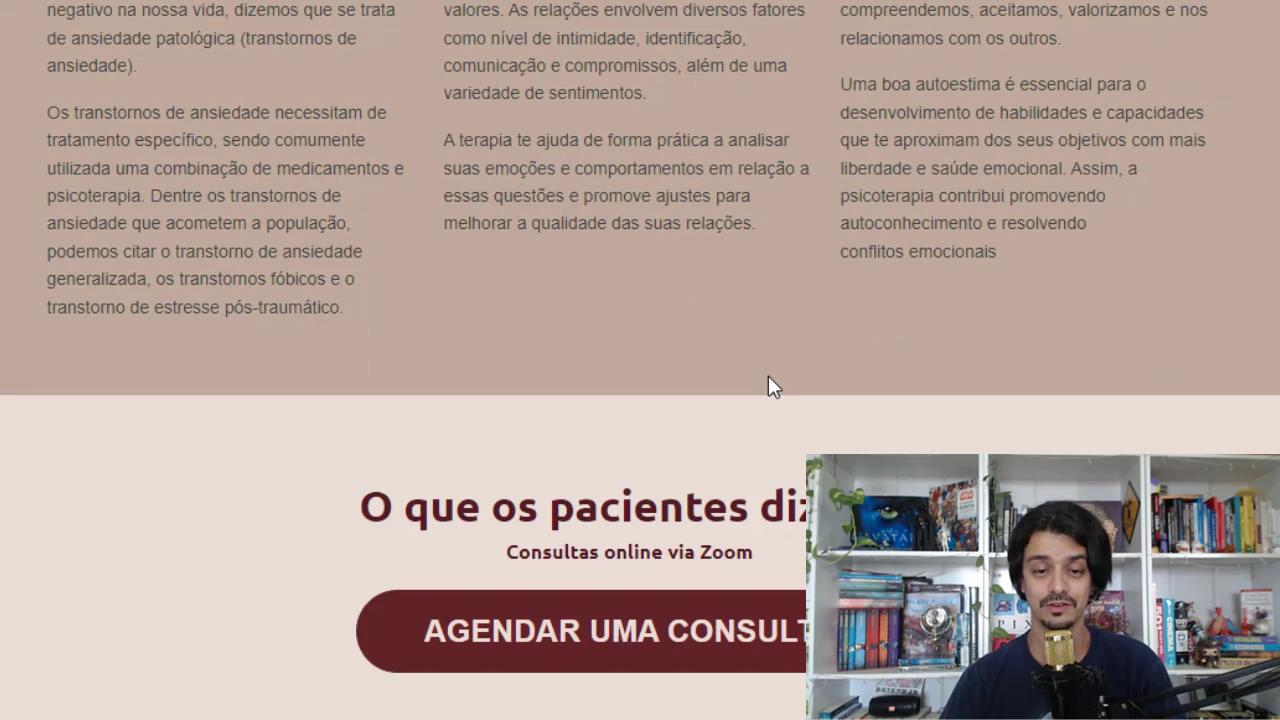 negativo na nossa vida, dizemos que se trata
de ansiedade patológica (transtornos de
ansiedade).
Os transtornos de ansiedade necessitam de
tratamento específico, sendo comumente
utilizada uma combinação de medicamentos e
psicoterapia. Dentre os transtornos de
ansiedade que acometem a população,
podemos citar o transtorno de ansiedade
generalizada, os transtornos fóbicos e o
transtorno de estresse pós-traumático.
valores. As relações envolvem diversos fatores
como nível de intimidade, identificação,
comunicação e compromissos, além de uma
variedade de sentimentos.
A terapia te ajuda de forma prática a analisar
suas emoções e comportamentos em relação a
essas questões e promove ajustes para
melhorar a qualidade das suas relações.
compreendemos, aceitamos, valorizamos e nos
relacionamos com os outros.
Uma boa autoestima é essencial para o
desenvolvimento de habilidades e capacidades
que te aproximam dos seus objetivos com mais
liberdade e saúde emocional. Assim, a
psicoterapia contribui promovendo
autoconhecimento e resolvendo
conflitos emocionais
O que os pacientes diz
Consultas online via Zoom
AGENDAR UMA CONSULT